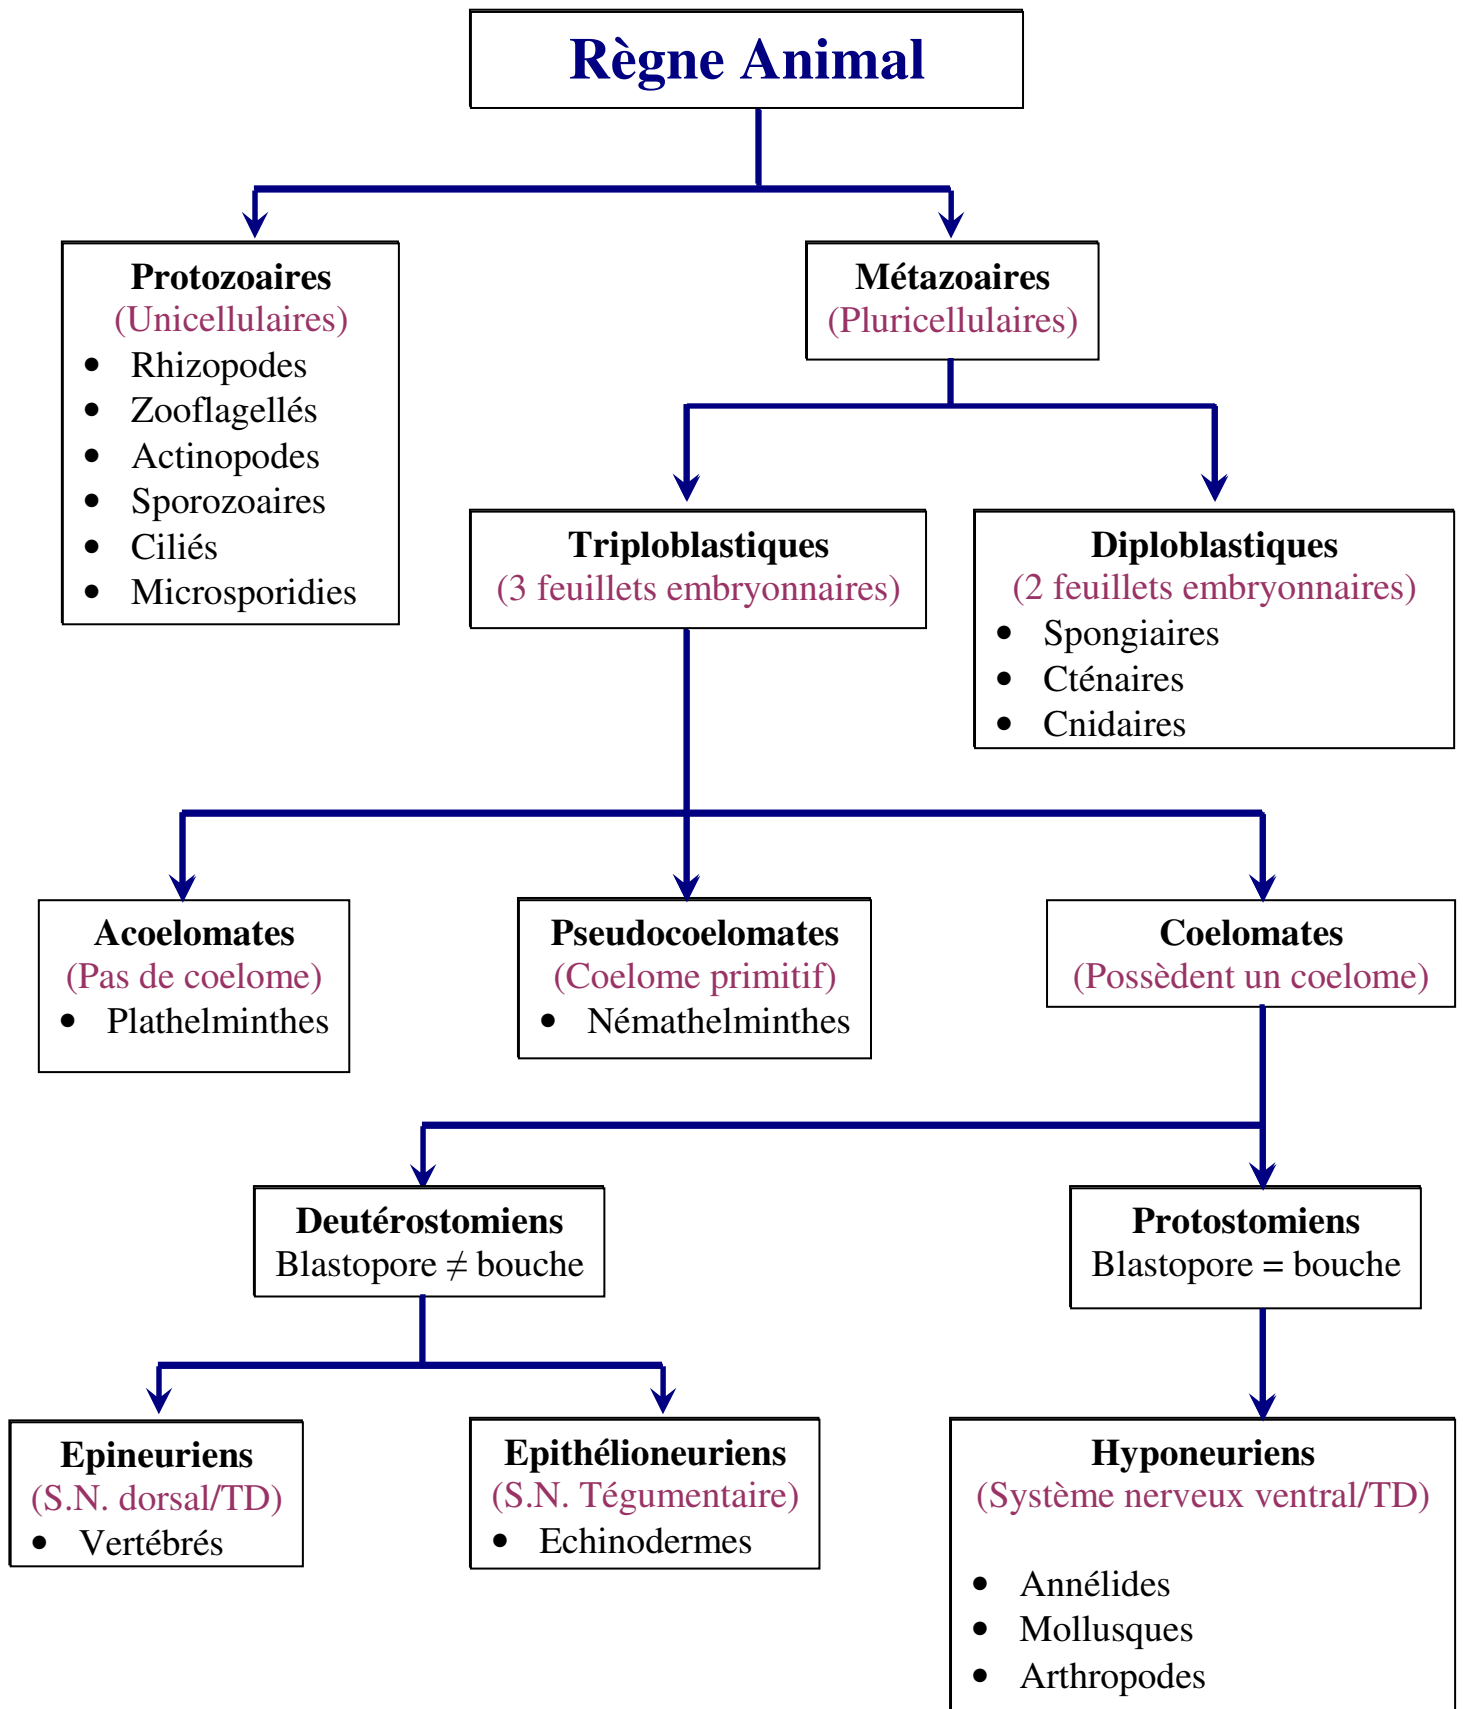 Règne Animal
Protozoaires
(Unicellulaires)
• Rhizopodes
• Zooflagellés
• Actinopodes
• Sporozoaires
• Ciliés
• Microsporidies
Métazoaires
(Pluricellulaires)
Triploblastiques
(3 feuillets embryonnaires)
Diploblastiques
(2 feuillets embryonnaires)
• Spongiaires
• Cténaires
• Cnidaires
Acoelomates
(Pas de coelome)
• Plathelminthes
Pseudocoelomates
(Coelome primitif)
• Némathelminthes
Coelomates
(Possèdent un coelome)
Deutérostomiens
Blastopore ≠ bouche
Protostomiens
Blastopore = bouche
Epineuriens
(S.N. dorsal/TD)
• Vertébrés
Epithélioneuriens
(S.N. Tégumentaire)
• Echinodermes
Hyponeuriens
(Système nerveux ventral/TD)
• Annélides
• Mollusques
• Arthropodes